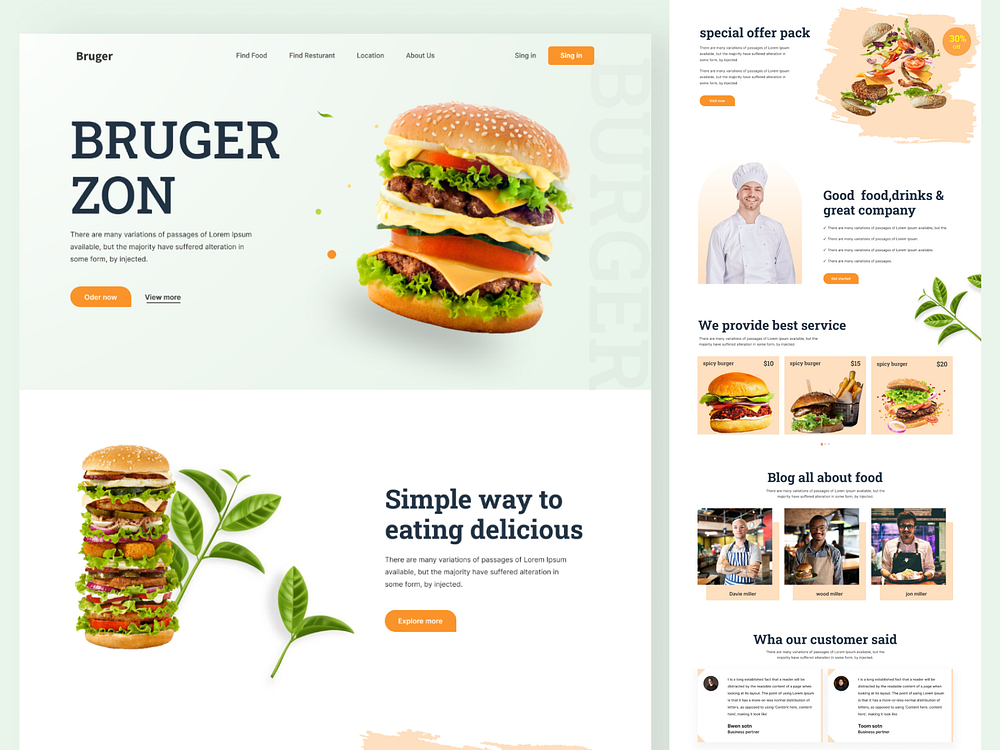 Bruger
Find Food
Find Resturant
Location
About Us
Sing in
Sing in
BURGER
BRUGER
ZON
There are many variations of passages of Lorem Ipsum
available, but the majority have suffered alteration in
some form, by injected.
Oder now
View more
Simple way to
eating delicious
There are many variations of passages of Lorem Ipsum
available, but the majority have suffered alteration in
some form, by injected.
Explore more
special offer pack
There are many variations of passages of Lorem Ipsum
available, but the majority have suffered alteration in
some form, by injected
There are many variations of passages of Lorem Ipsum
available, but the majority have suffered alteration in
some form, by injected.
30%
off
Good food,drinks &
great company
✓ There are many variations of passages of Lorem Ipsum available, but the
✓ There are many variations of passages of Lorem Ipsum
✓ There are many variations of passages of Lorem Ipsum available.
✓ There are many variations of passages
Get started
We provide best service
There are many variations of passages of Lorem Ipsum available, but the
majority have suffered alteration in some form, by injected
spicy burger
$10
spicy burger
$15
spicy burger
$20
Blog all about food
There are many variations of passages of Lorem Ipsum available, but the
majority have suffered alteration in some form, by injected.
Davie miller
wood miller
jon miller
Wha our customer said
There are many variations of passages of Lorem Ipsum available, but the
majority have suffered alteration in some form, by injected.
t is a long established fact that a reader will be
distracted by the readable content of a page when
looking at its layout. The point of using Lorem Ipsum
is that it has a more-or-less normal distribution of
letters, as opposed to using 'Content here, content
here', making it look like
Bwen sotn
Business partner
t is a long established fact that a reader will be
distracted by the readable content of a page when
looking at its layout. The point of using Lorem Ipsum
is that it has a more-or-less normal distribution of
letters, as opposed to using 'Content here, content
here', making it look like
Toom sotn
Business partner